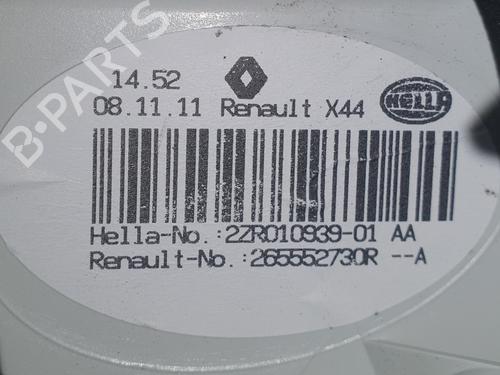 14.52
08.11.11 Renault X44
HELLA
Hella-No.:2ZR010939-01 AA
Renault-No.:265552730R --A
B-PARTS